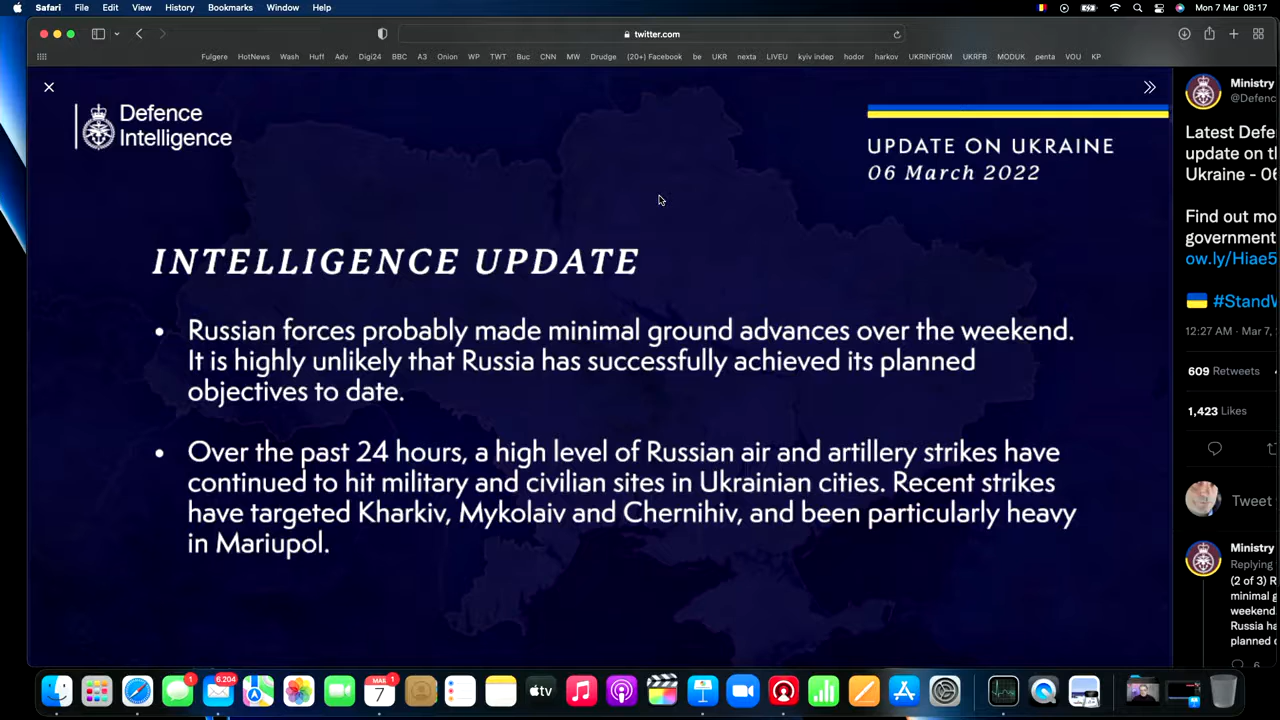 Safari File Edit View History Bookmarks Window Help Mon 7 Mar 08:17
twitter.com
Fulgere HotNews Wash Huff Adv Digi24 BBC A3 Onion WP TWT Buc CNN MW Drudge (20+) Facebook be UKR nexta LIVEU kyiv indep hodor harkov UKRINFORM UKRFB MODUK penta VOU KP
Defence
Intelligence
UPDATE ON UKRAINE
06 March 2022
INTELLIGENCE UPDATE
• Russian forces probably made minimal ground advances over the weekend.
It is highly unlikely that Russia has successfully achieved its planned
objectives to date.
• Over the past 24 hours, a high level of Russian air and artillery strikes have
continued to hit military and civilian sites in Ukrainian cities. Recent strikes
have targeted Kharkiv, Mykolaiv and Chernihiv, and been particularly heavy
in Mariupol.
Ministry
@Defenc
Latest Defe
update on th
Ukraine - 06
Find out mo
government
ow.ly/Hiae5
#StandW
12:27 AM · Mar 7,
609 Retweets
1,423 Likes
Tweet
Ministry
Replying
(2 of 3) R
minimal g
weekend
Russia ha
planned o
6
1
6.204
MAR 1
7
tv